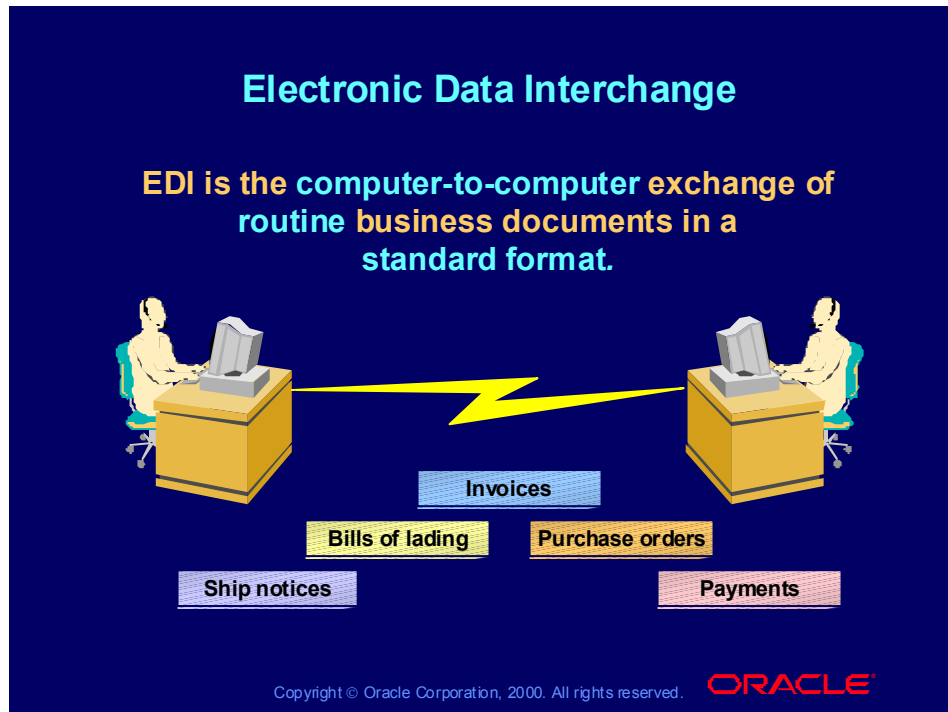 Electronic Data Interchange
EDI is the computer-to-computer exchange of
routine business documents in a
standard format.
Invoices
Bills of lading
Purchase orders
Ship notices
Payments
Copyright © Oracle Corporation, 2000. All rights reserved.
ORACLE®